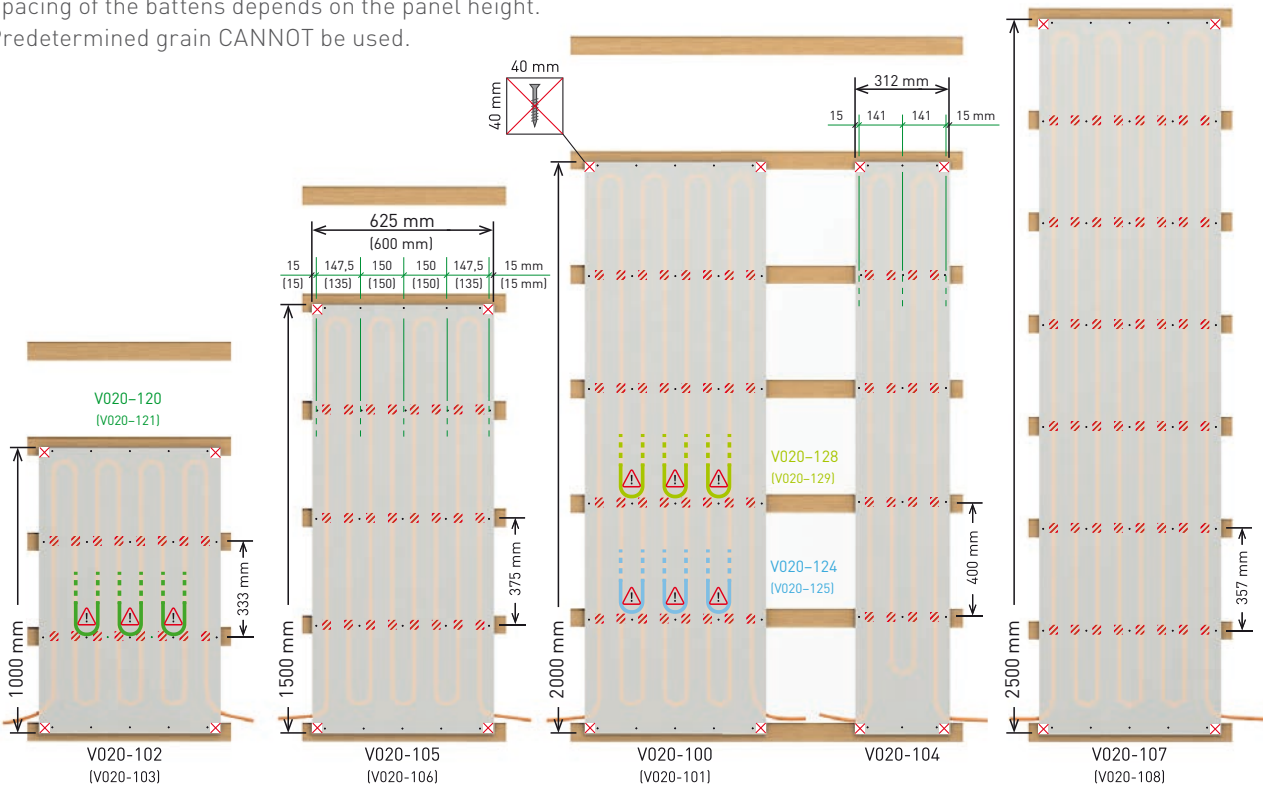 spacing of the battens depends on the panel height.
Predetermined grain CANNOT be used.
40 mm
40 mm
312 mm
15 141 141 15 mm
625 mm
(600 mm)
15 147,5 150 150 147,5 15 mm
(15) (135) (150) (150) (135) (15 mm)
V020–120
(V020–121)
V020–128
(V020–129)
V020–124
(V020–125)
333 mm
375 mm
400 mm
357 mm
1000 mm
1500 mm
2000 mm
2500 mm
V020-102
(V020-103)
V020-105
(V020-106)
V020-100
(V020-101)
V020-104
V020-107
(V020-108)